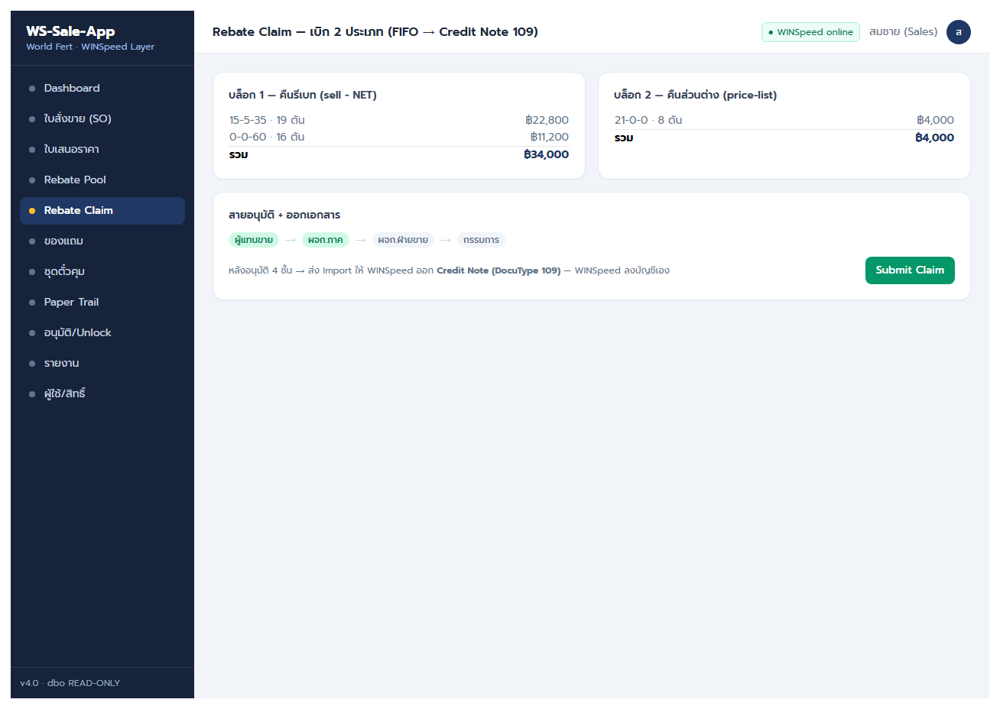 WS-Sale-App
World Fert · WINSpeed Layer
Dashboard
ใบสั่งขาย (SO)
ใบเสนอราคา
Rebate Pool
Rebate Claim
ของแถม
ชุดตั๋วคุม
Paper Trail
อนุมัติ/Unlock
รายงาน
ผู้ใช้/สิทธิ์
v4.0 · dbo READ-ONLY
Rebate Claim — เบิก 2 ประเภท (FIFO → Credit Note 109)
● WINSpeed online
สมชาย (Sales)
ส
บล็อก 1 — คืนรีเบท (sell - NET)
15-5-35 · 19 ตัน ฿22,800
0-0-60 · 16 ตัน ฿11,200
รวม ฿34,000
บล็อก 2 — คืนส่วนต่าง (price-list)
21-0-0 · 8 ตัน ฿4,000
รวม ฿4,000
สายอนุมัติ + ออกเอกสาร
ผู้แทนขาย → ผจก.ภาค → ผจก.ฝ่ายขาย → กรรมการ
หลังอนุมัติ 4 ชั้น → ส่ง Import ให้ WINSpeed ออก Credit Note (DocuType 109) — WINSpeed ลงบัญชีเอง
Submit Claim